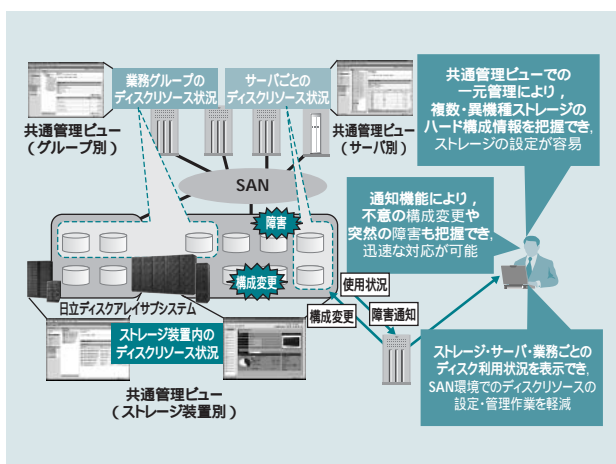 業務グループの
ディスクリソース状況
サーバごとの
ディスクリソース状況
共通管理ビュー
（グループ別）
共通管理ビュー
（サーバ別）
共通管理ビューでの
一元管理により，
複数・異機種ストレージの
ハード構成情報を把握でき，
ストレージの設定が容易
SAN
通知機能により，
不意の構成変更や
突然の障害も把握でき，
迅速な対応が可能
障害
構成変更
日立ディスクアレイサブシステム
使用状況
構成変更
障害通知
ストレージ装置内の
ディスクリソース状況
共通管理ビュー
（ストレージ装置別）
ストレージ・サーバ・業務ごとの
ディスク利用状況を表示でき，
SAN環境でのディスクリソースの
設定・管理作業を軽減